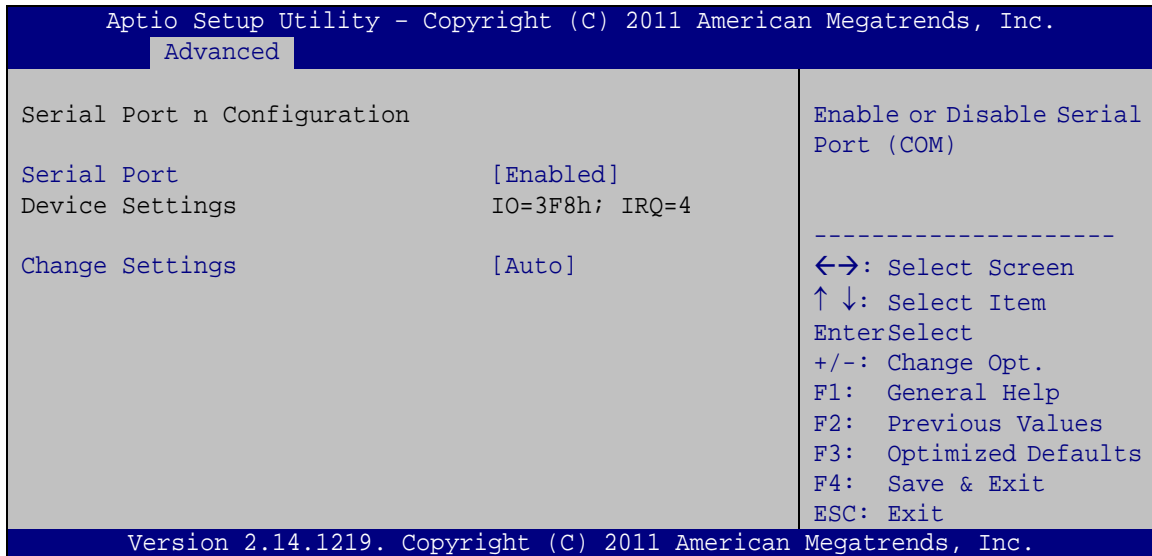 Aptio Setup Utility – Copyright (C) 2011 American Megatrends, Inc.
Advanced
Serial Port n Configuration
Serial Port [Enabled]
Device Settings IO=3F8h; IRQ=4
Change Settings [Auto]
Enable or Disable Serial
Port (COM)
---------------------
←→: Select Screen
↑ ↓: Select Item
EnterSelect
+/-: Change Opt.
F1: General Help
F2: Previous Values
F3: Optimized Defaults
F4: Save & Exit
ESC: Exit
Version 2.14.1219. Copyright (C) 2011 American Megatrends, Inc.